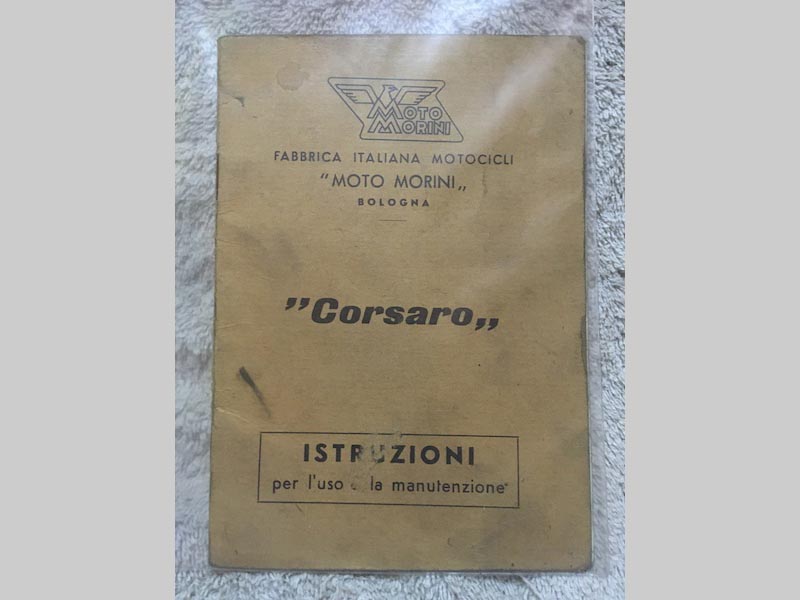 MOTO
MORINI
FABBRICA ITALIANA MOTOCICLI
"MOTO MORINI„
BOLOGNA
"Corsaro„
ISTRUZIONI
per l'uso e la manutenzione